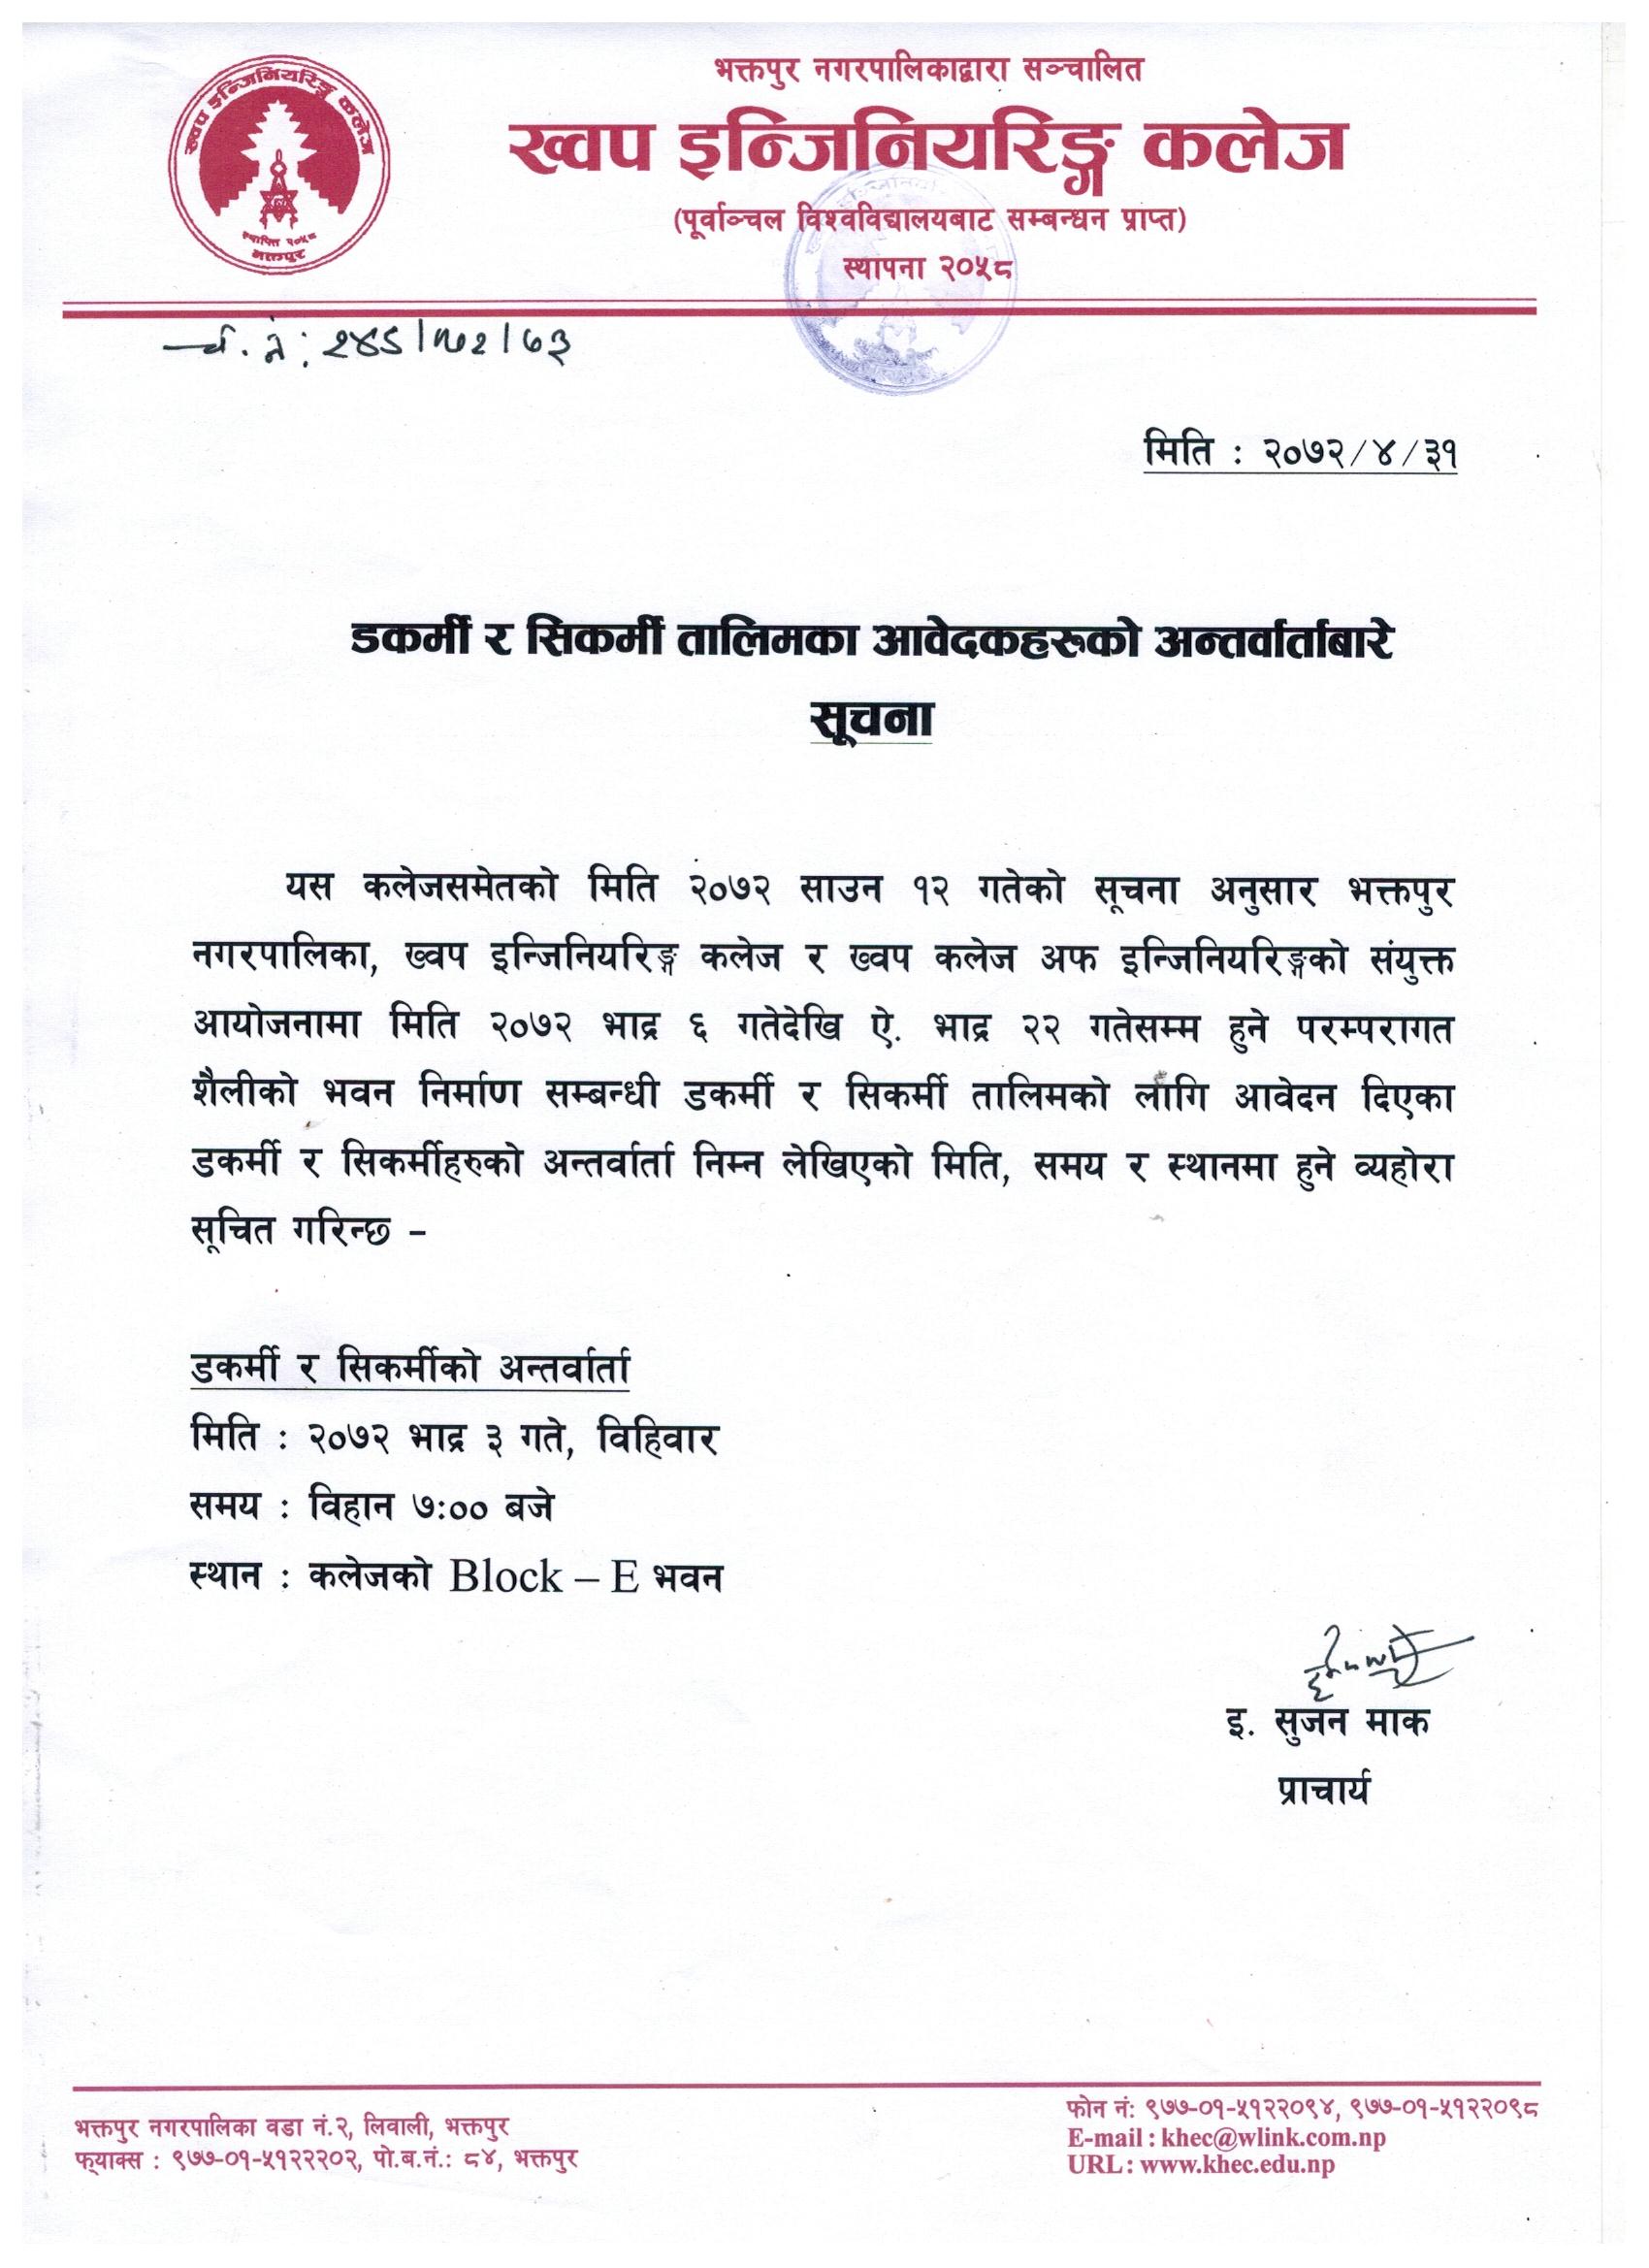 भक्तपुर नगरपालिकाद्वारा सञ्चालित
ख्वप इन्जिनियरिङ्ग कलेज
(पूर्वाञ्चल विश्वविद्यालयबाट सम्बन्धन प्राप्त)
स्थापना २०५८
ख्वप इन्जिनियरिङ्ग कलेज
स्थापित २०५८
भक्तपुर
च. नं: २४८/७२/७३
मिति : २०७२/४/३१
डकर्मी र सिकर्मी तालिमका आवेदकहरुको अन्तर्वार्ताबारे
सूचना
यस कलेजसमेतको मिति २०७२ साउन १२ गतेको सूचना अनुसार भक्तपुर
नगरपालिका, ख्वप इन्जिनियरिङ्ग कलेज र ख्वप कलेज अफ इन्जिनियरिङ्गको संयुक्त
आयोजनामा मिति २०७२ भाद्र ६ गतेदेखि ऐ. भाद्र २२ गतेसम्म हुने परम्परागत
शैलीको भवन निर्माण सम्बन्धी डकर्मी र सिकर्मी तालिमको लागि आवेदन दिएका
डकर्मी र सिकर्मीहरुको अन्तर्वार्ता निम्न लेखिएको मिति, समय र स्थानमा हुने व्यहोरा
सूचित गरिन्छ –
डकर्मी र सिकर्मीको अन्तर्वार्ता
मिति : २०७२ भाद्र ३ गते, विहिवार
समय : विहान ७:०० बजे
स्थान : कलेजको Block – E भवन
इ. सुजन माक
प्राचार्य
भक्तपुर नगरपालिका वडा नं.२, लिवाली, भक्तपुर
फ्याक्स : ९७७-०१-५१२२२०२, पो.ब.नं.: ८४, भक्तपुर
फोन नं: ९७७-०१-५१२२०९४, ९७७-०१-५१२२०९८
E-mail : khec@wlink.com.np
URL : www.khec.edu.np